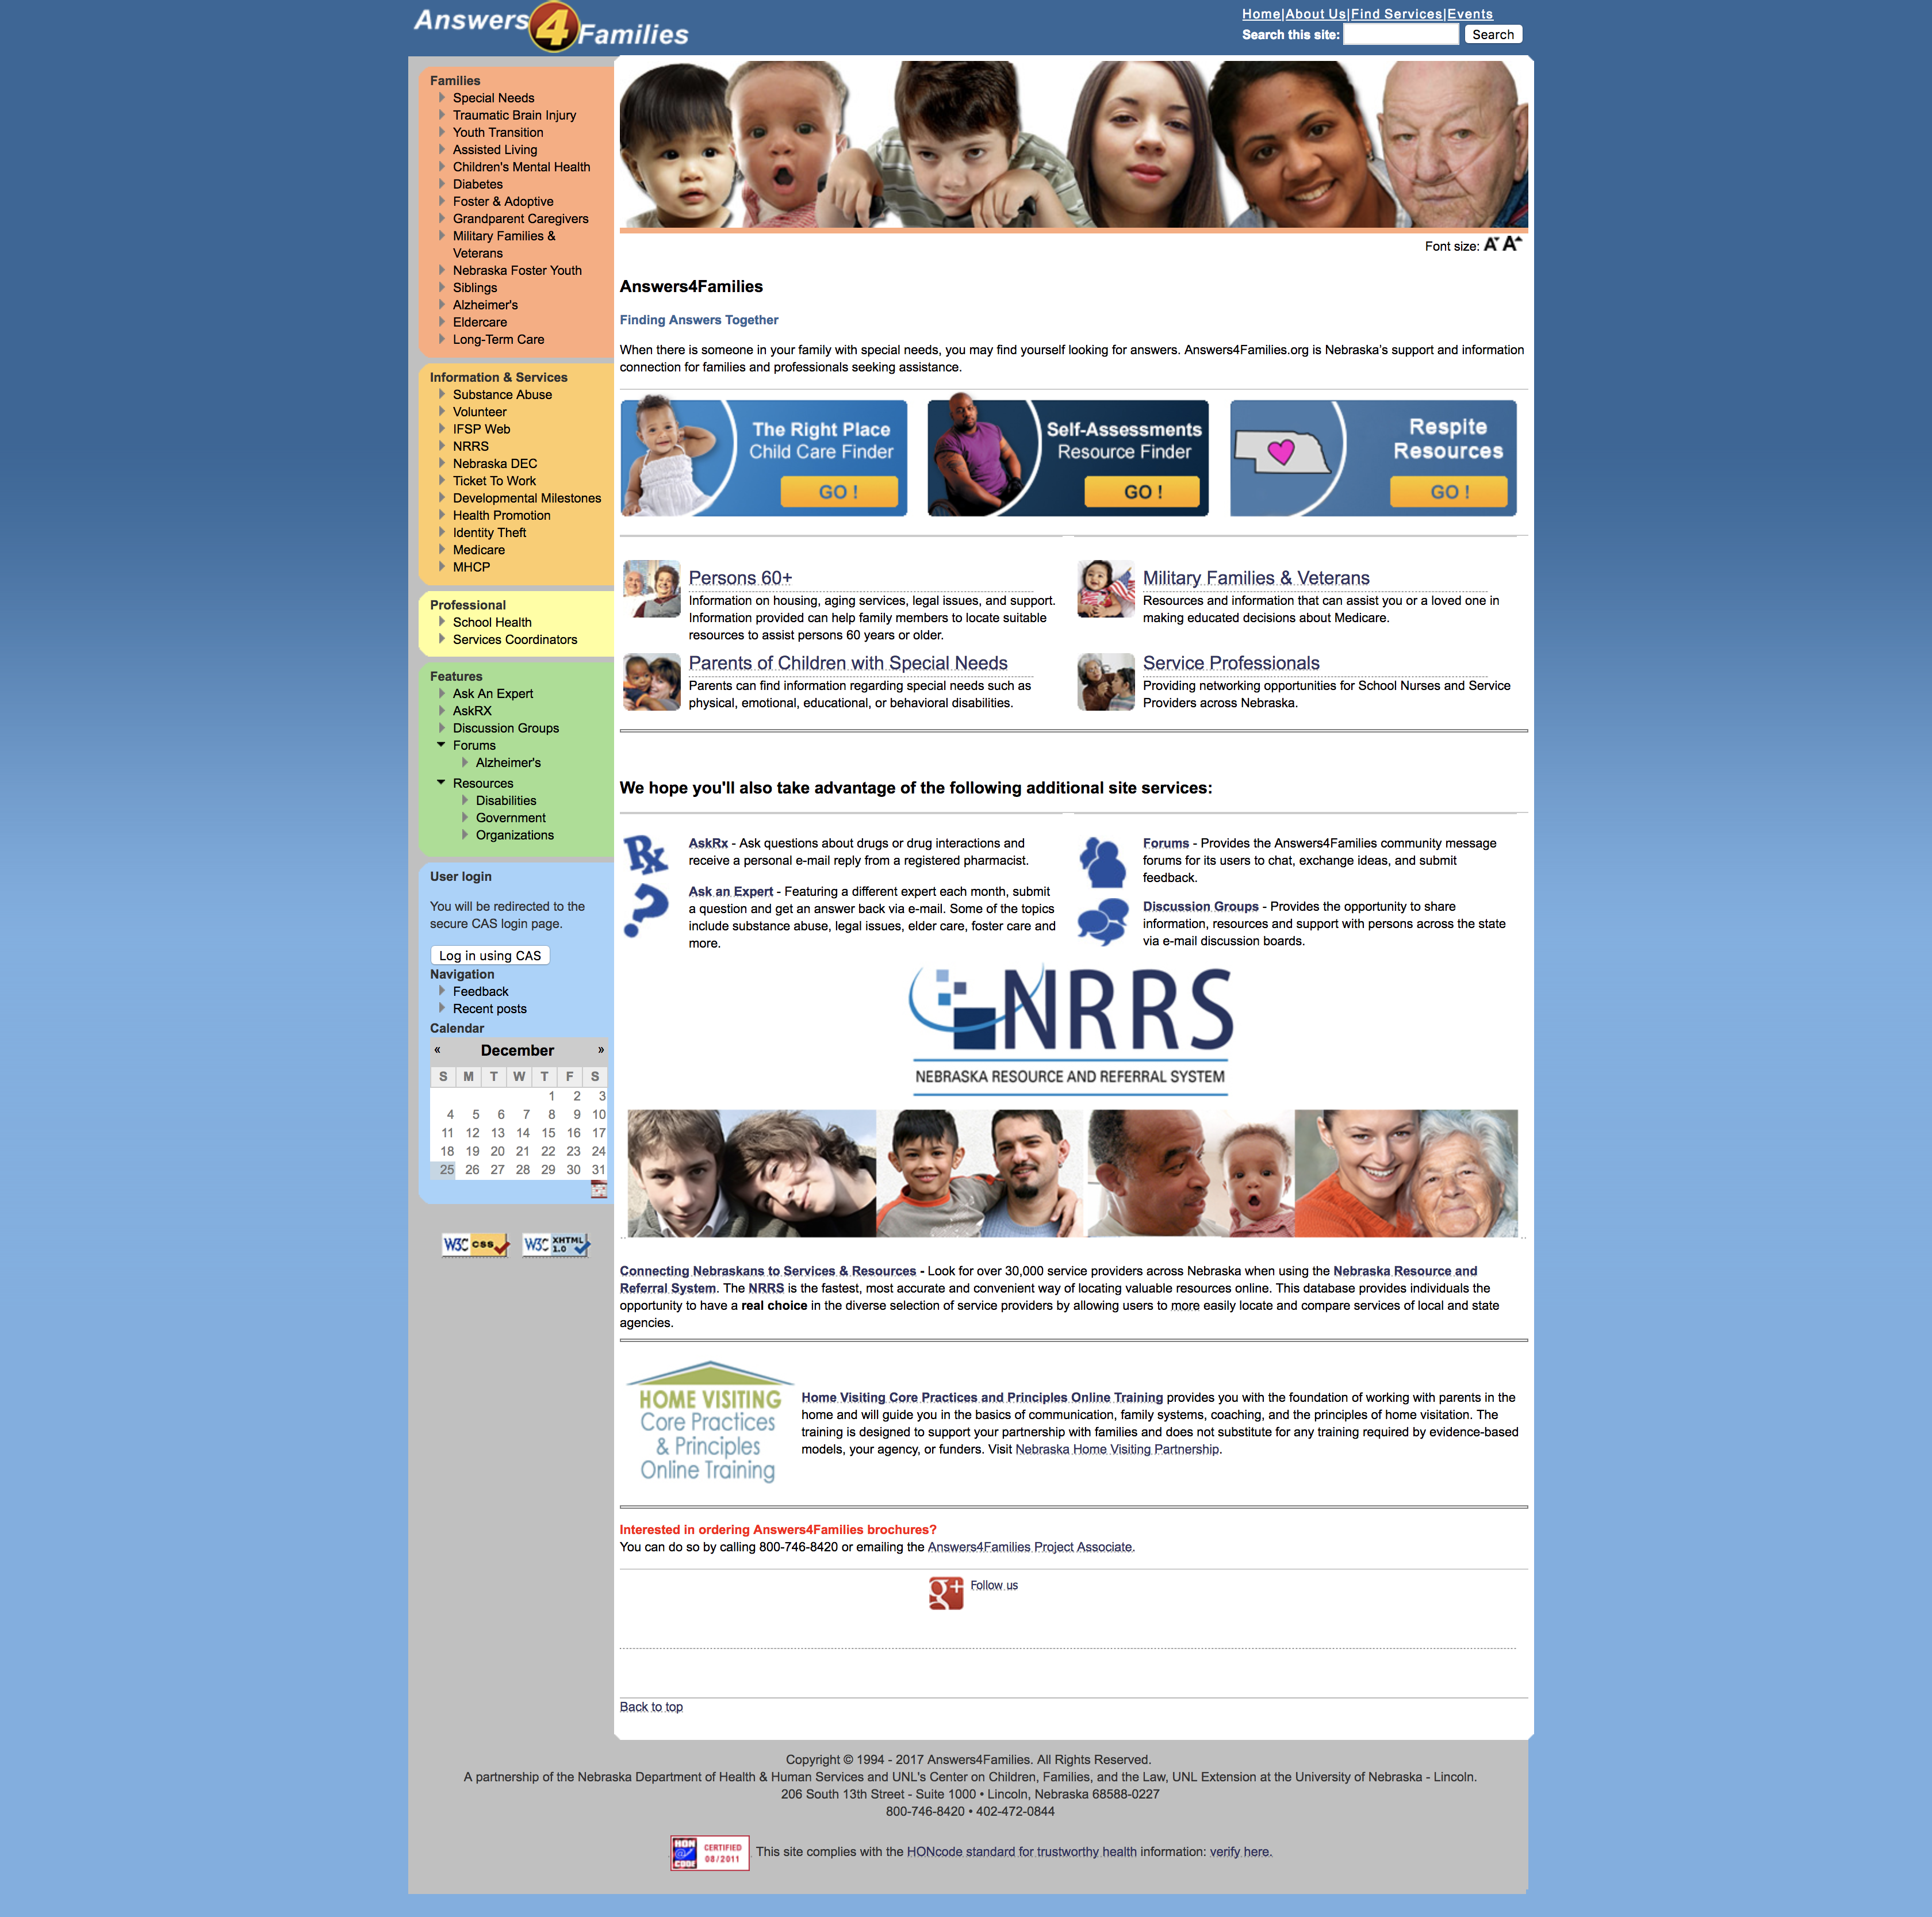 Answers 4 Families
Home|About Us|Find Services|Events
Search this site: Search
Families
Special Needs
Traumatic Brain Injury
Youth Transition
Assisted Living
Children's Mental Health
Diabetes
Foster & Adoptive
Grandparent Caregivers
Military Families &
Veterans
Nebraska Foster Youth
Siblings
Alzheimer's
Eldercare
Long-Term Care
Information & Services
Substance Abuse
Volunteer
IFSP Web
NRRS
Nebraska DEC
Ticket To Work
Developmental Milestones
Health Promotion
Identity Theft
Medicare
MHCP
Professional
School Health
Services Coordinators
Features
Ask An Expert
AskRX
Discussion Groups
Forums
Alzheimer's
Resources
Disabilities
Government
Organizations
User login
You will be redirected to the
secure CAS login page.
Log in using CAS
Navigation
Feedback
Recent posts
Calendar
« December »
S M T W T F S
1 2 3
4 5 6 7 8 9 10
11 12 13 14 15 16 17
18 19 20 21 22 23 24
25 26 27 28 29 30 31
W3C css W3C XHTML 1.0
Font size: A A
Answers4Families
Finding Answers Together
When there is someone in your family with special needs, you may find yourself looking for answers. Answers4Families.org is Nebraska's support and information
connection for families and professionals seeking assistance.
The Right Place
Child Care Finder
GO !
Self-Assessments
Resource Finder
GO !
Respite
Resources
GO !
Persons 60+
Information on housing, aging services, legal issues, and support.
Information provided can help family members to locate suitable
resources to assist persons 60 years or older.
Military Families & Veterans
Resources and information that can assist you or a loved one in
making educated decisions about Medicare.
Parents of Children with Special Needs
Parents can find information regarding special needs such as
physical, emotional, educational, or behavioral disabilities.
Service Professionals
Providing networking opportunities for School Nurses and Service
Providers across Nebraska.
We hope you'll also take advantage of the following additional site services:
Rx
AskRx - Ask questions about drugs or drug interactions and
receive a personal e-mail reply from a registered pharmacist.
?
Ask an Expert - Featuring a different expert each month, submit
a question and get an answer back via e-mail. Some of the topics
include substance abuse, legal issues, elder care, foster care and
more.
Forums - Provides the Answers4Families community message
forums for its users to chat, exchange ideas, and submit
feedback.
Discussion Groups - Provides the opportunity to share
information, resources and support with persons across the state
via e-mail discussion boards.
NRRS
NEBRASKA RESOURCE AND REFERRAL SYSTEM
Connecting Nebraskans to Services & Resources - Look for over 30,000 service providers across Nebraska when using the Nebraska Resource and
Referral System. The NRRS is the fastest, most accurate and convenient way of locating valuable resources online. This database provides individuals the
opportunity to have a real choice in the diverse selection of service providers by allowing users to more easily locate and compare services of local and state
agencies.
HOME VISITING
Core Practices
& Principles
Online Training
Home Visiting Core Practices and Principles Online Training provides you with the foundation of working with parents in the
home and will guide you in the basics of communication, family systems, coaching, and the principles of home visitation. The
training is designed to support your partnership with families and does not substitute for any training required by evidence-based
models, your agency, or funders. Visit Nebraska Home Visiting Partnership.
Interested in ordering Answers4Families brochures?
You can do so by calling 800-746-8420 or emailing the Answers4Families Project Associate.
g+ Follow us
Back to top
Copyright © 1994 - 2017 Answers4Families. All Rights Reserved.
A partnership of the Nebraska Department of Health & Human Services and UNL's Center on Children, Families, and the Law, UNL Extension at the University of Nebraska - Lincoln.
206 South 13th Street - Suite 1000 • Lincoln, Nebraska 68588-0227
800-746-8420 • 402-472-0844
HON @ CODE CERTIFIED 08/2011
This site complies with the HONcode standard for trustworthy health information: verify here.